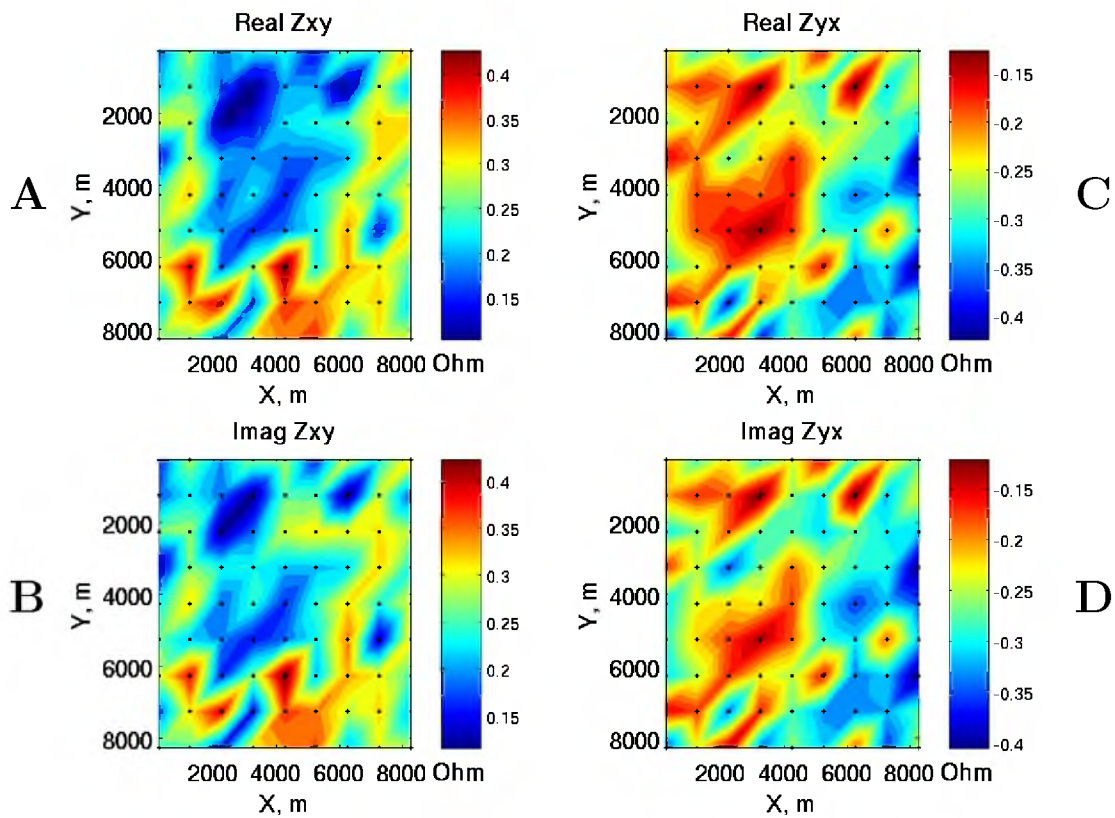 Real Zxy
A
Y, m
2000
4000
6000
8000
2000 4000 6000 8000 Ohm
X, m
0.4
0.35
0.3
0.25
0.2
0.15
Real Zyx
C
Y, m
2000
4000
6000
8000
2000 4000 6000 8000 Ohm
X, m
-0.15
-0.2
-0.25
-0.3
-0.35
-0.4
Imag Zxy
B
Y, m
2000
4000
6000
8000
2000 4000 6000 8000 Ohm
X, m
0.4
0.35
0.3
0.25
0.2
0.15
Imag Zyx
D
Y, m
2000
4000
6000
8000
2000 4000 6000 8000 Ohm
X, m
-0.15
-0.2
-0.25
-0.3
-0.35
-0.4